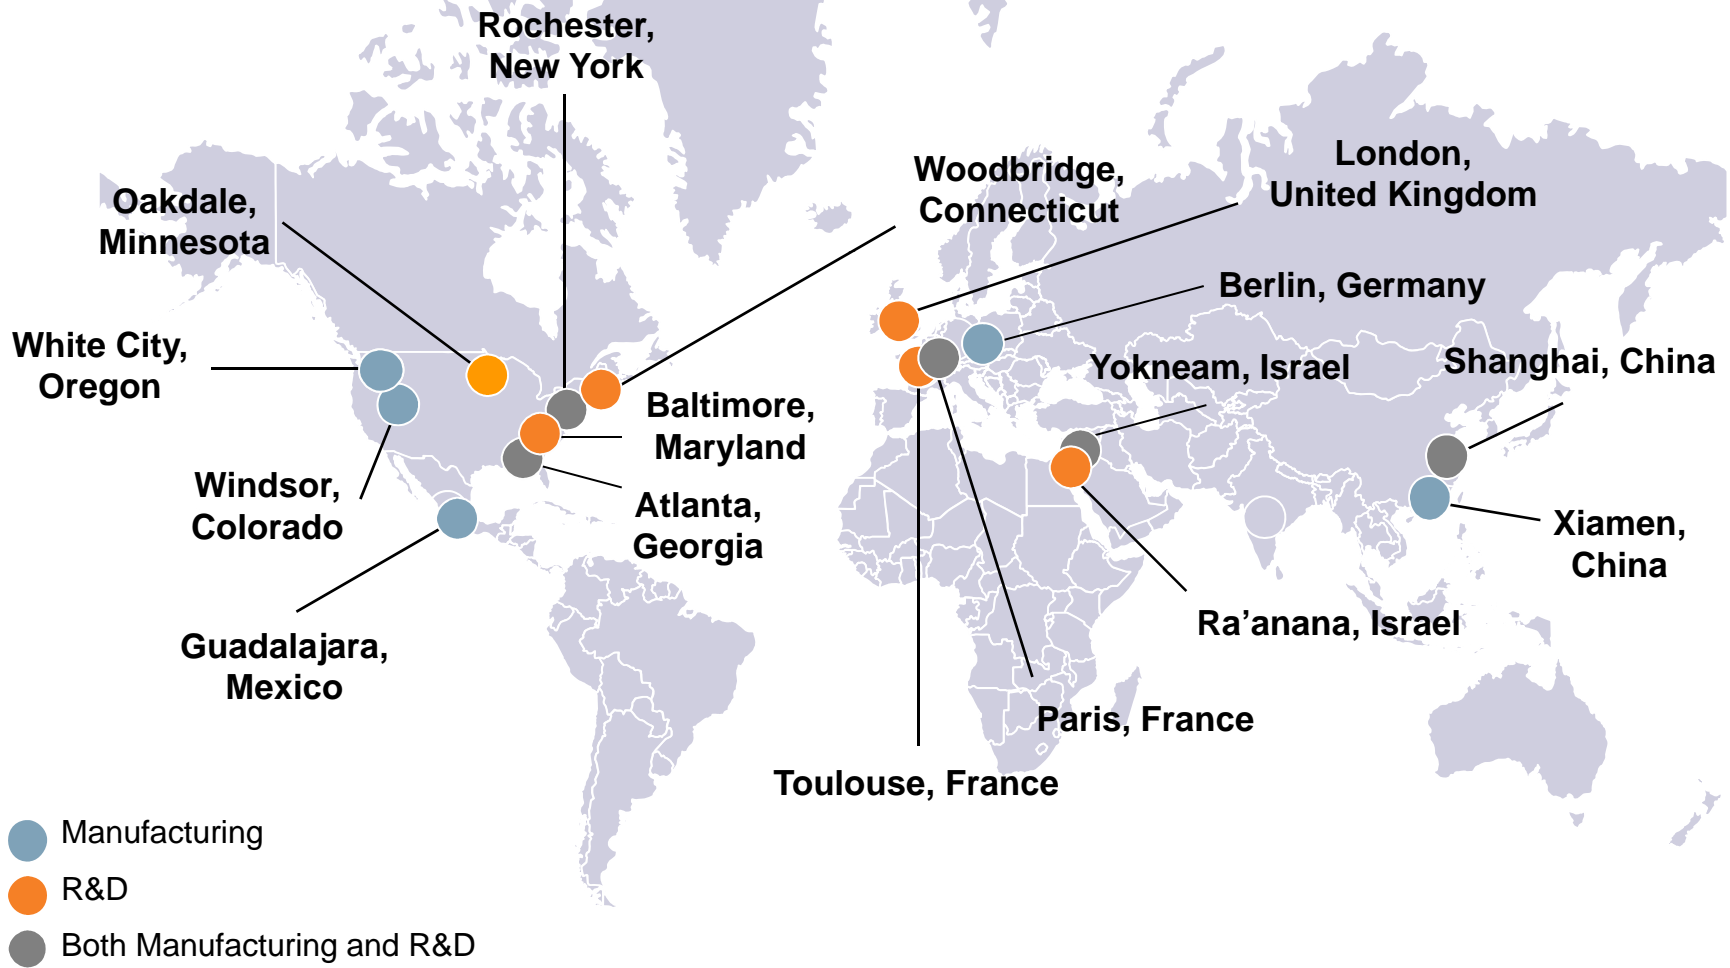 Rochester,
New York
Woodbridge,
Connecticut
London,
United Kingdom
Oakdale,
Minnesota
Berlin, Germany
White City,
Oregon
Yokneam, Israel
Shanghai, China
Baltimore,
Maryland
Windsor,
Colorado
Atlanta,
Georgia
Xiamen,
China
Ra’anana, Israel
Guadalajara,
Mexico
Paris, France
Toulouse, France
Manufacturing
R&D
Both Manufacturing and R&D